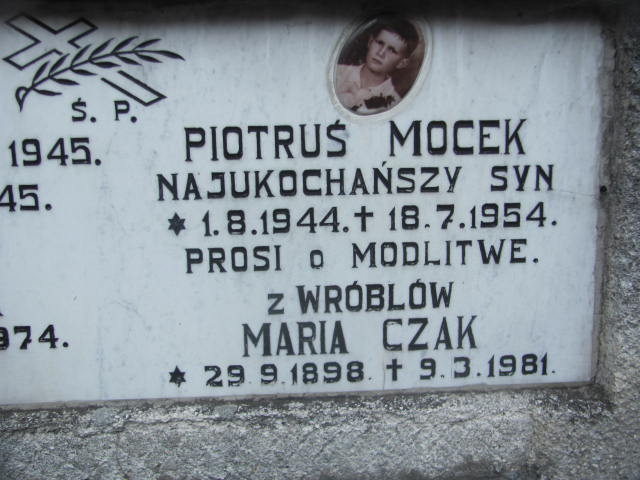 Ś. P.
1945.
45.
974.
PIOTRUŚ MOCEK
NAJUKOCHAŃSZY SYN
* 1.8.1944. † 18.7.1954.
PROSI o MODLITWE.
z WRÓBLÓW
MARIA CZAK
* 29.9.1898. † 9.3.1981.